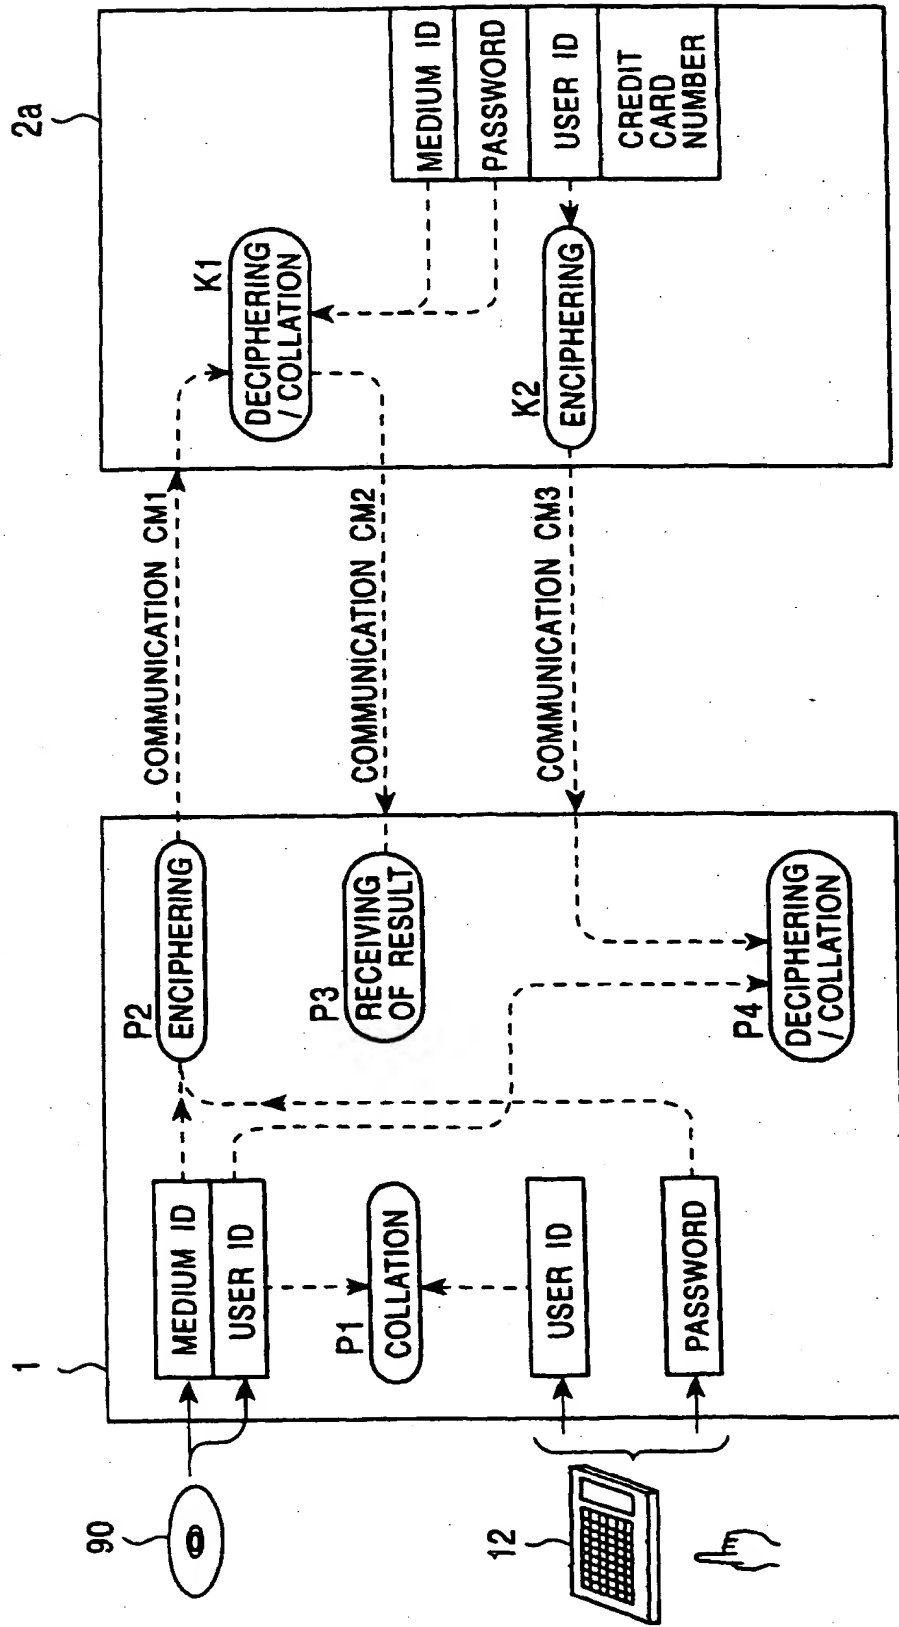 1
2a
90
MEDIUM ID
USER ID
P1
COLLATION
USER ID
PASSWORD
12
P2
ENCIPHERING
P3
RECEIVING
OF RESULT
P4
DECIPHERING
/ COLLATION
COMMUNICATION CM1
COMMUNICATION CM2
COMMUNICATION CM3
K1
DECIPHERING
/ COLLATION
K2
ENCIPHERING
MEDIUM ID
PASSWORD
USER ID
CREDIT
CARD
NUMBER